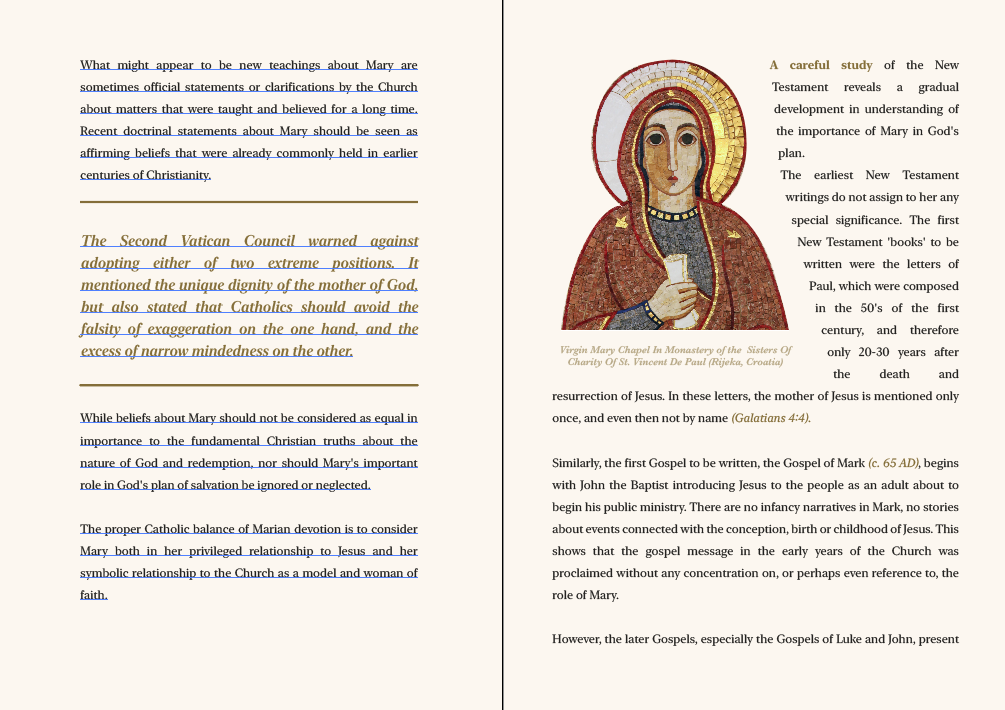 What might appear to be new teachings about Mary are
sometimes official statements or clarifications by the Church
about matters that were taught and believed for a long time.
Recent doctrinal statements about Mary should be seen as
affirming beliefs that were already commonly held in earlier
centuries of Christianity.
The Second Vatican Council warned against
adopting either of two extreme positions. It
mentioned the unique dignity of the mother of God,
but also stated that Catholics should avoid the
falsity of exaggeration on the one hand, and the
excess of narrow mindedness on the other.
While beliefs about Mary should not be considered as equal in
importance to the fundamental Christian truths about the
nature of God and redemption, nor should Mary's important
role in God's plan of salvation be ignored or neglected.
The proper Catholic balance of Marian devotion is to consider
Mary both in her privileged relationship to Jesus and her
symbolic relationship to the Church as a model and woman of
faith.
A careful study of the New
Testament reveals a gradual
development in understanding of
the importance of Mary in God's
plan.
The earliest New Testament
writings do not assign to her any
special significance. The first
New Testament 'books' to be
written were the letters of
Paul, which were composed
in the 50's of the first
century, and therefore
only 20-30 years after
the death and
Virgin Mary Chapel In Monastery of the Sisters Of
Charity Of St. Vincent De Paul (Rijeka, Croatia)
resurrection of Jesus. In these letters, the mother of Jesus is mentioned only
once, and even then not by name (Galatians 4:4).
Similarly, the first Gospel to be written, the Gospel of Mark (c. 65 AD), begins
with John the Baptist introducing Jesus to the people as an adult about to
begin his public ministry. There are no infancy narratives in Mark, no stories
about events connected with the conception, birth or childhood of Jesus. This
shows that the gospel message in the early years of the Church was
proclaimed without any concentration on, or perhaps even reference to, the
role of Mary.
However, the later Gospels, especially the Gospels of Luke and John, present